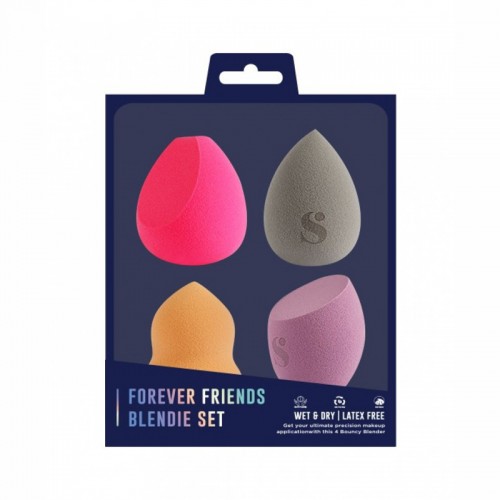 S
S
FOREVER FRIENDS
BLENDIE SET
WET & DRY | LATEX FREE
Get your ultimate precision makeup
applicationwith this 4 Bouncy Blender